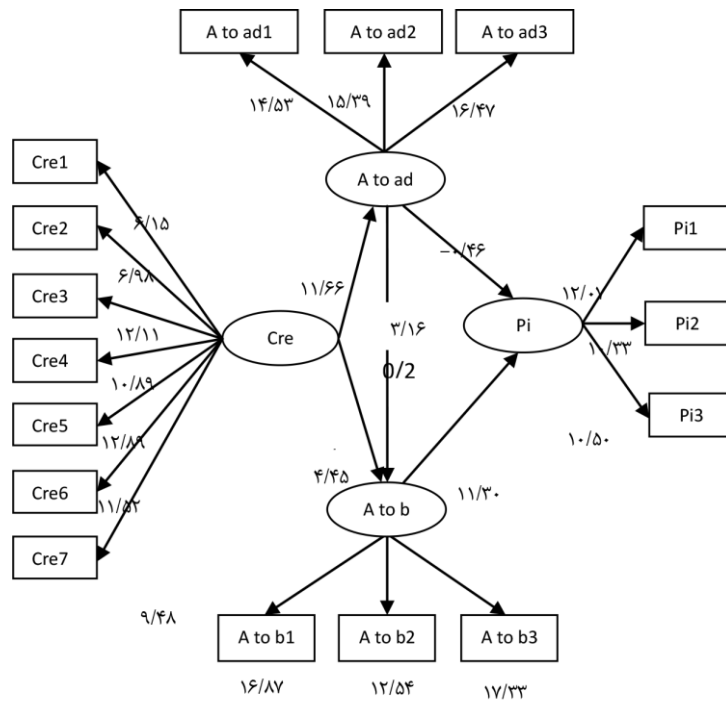 A to ad1
A to ad2
A to ad3
۱۴/۵۳
۱۵/۳۹
۱۶/۴۷
Cre1
A to ad
Cre2
۶/۱۵
Pi1
−۰/۴۶
۶/۹۸
Cre3
۱۱/۶۶
۱۲/۰۱
Cre
۳/۱۶
Pi
Pi2
۱۲/۱۱
۱۱/۳۳
Cre4
0/2
۱۰/۸۹
Pi3
Cre5
۱۲/۸۹
۱۰/۵۰
۴/۴۵
Cre6
۱۱/۵۲
۱۱/۳۰
A to b
Cre7
۹/۴۸
A to b1
A to b2
A to b3
۱۶/۸۷
۱۲/۵۴
۱۷/۳۳